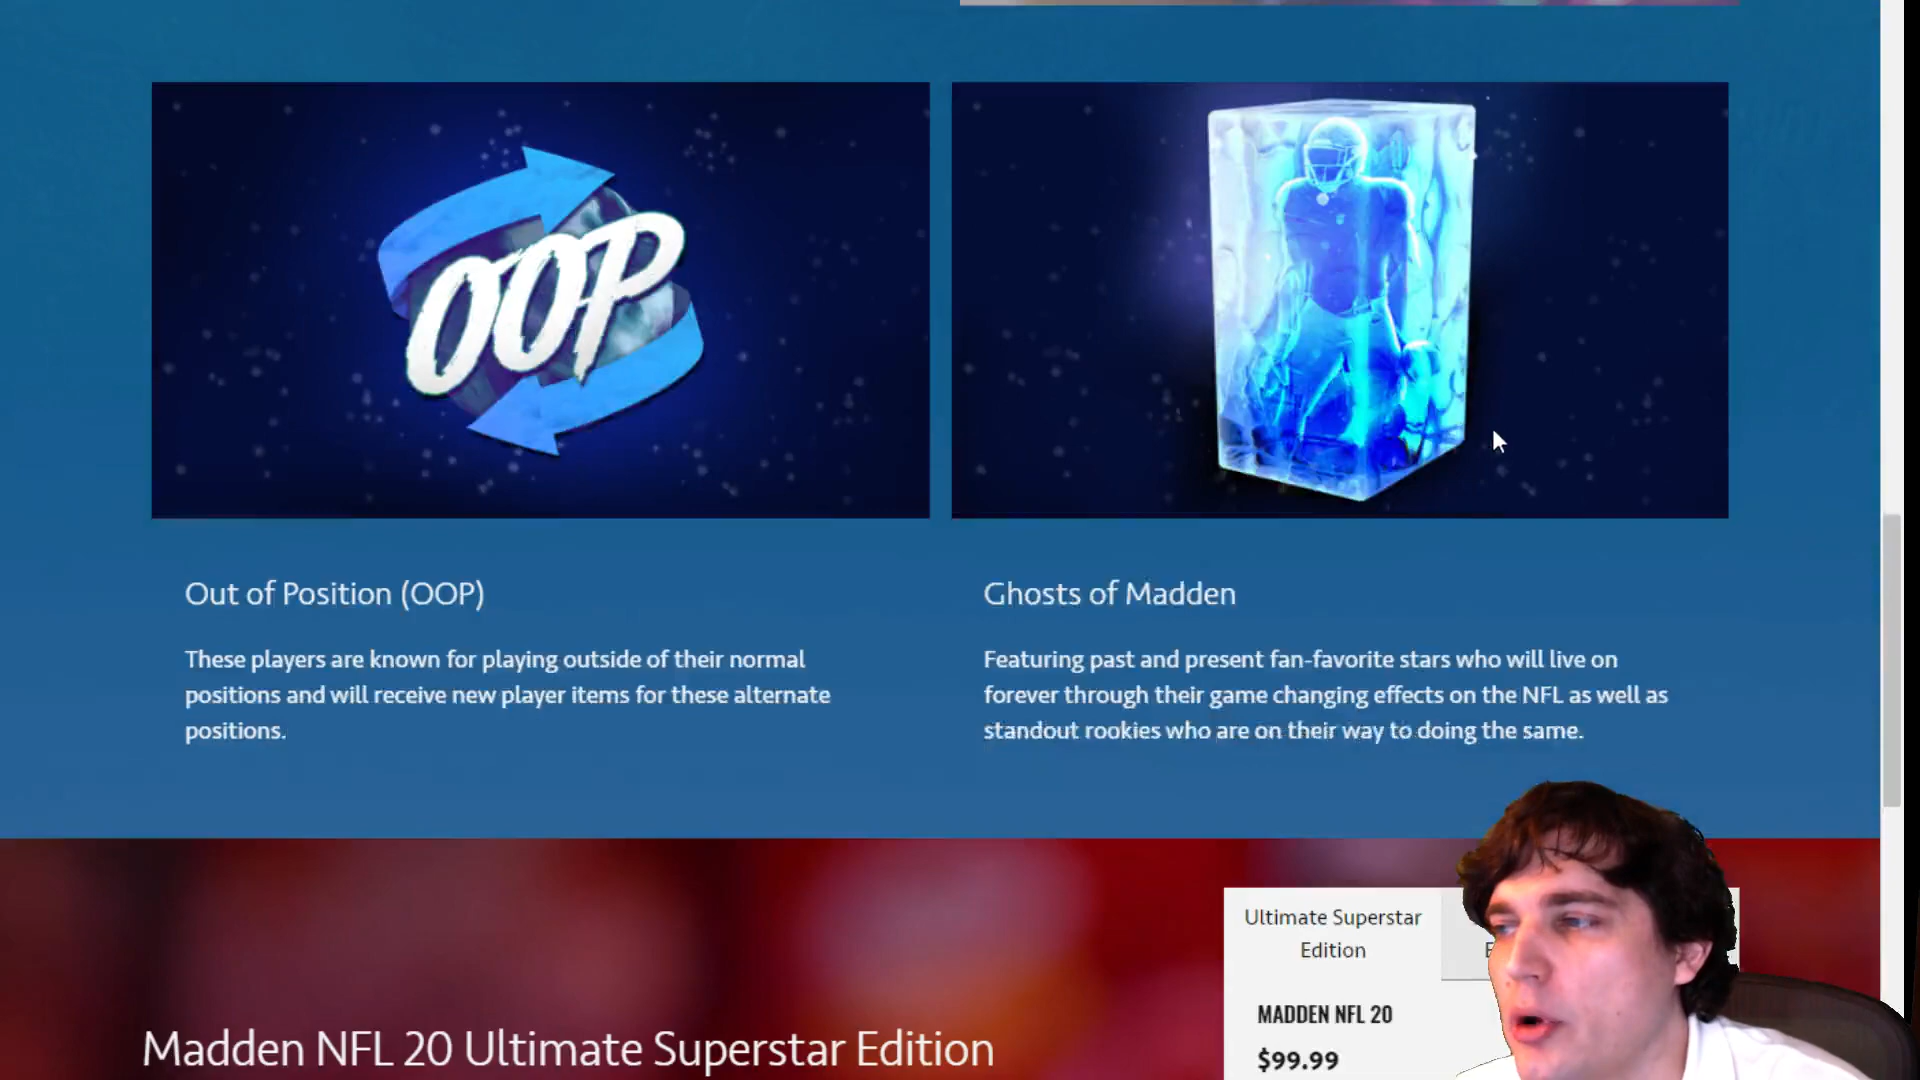 OOP
Out of Position (OOP)
These players are known for playing outside of their normal
positions and will receive new player items for these alternate
positions.
Ghosts of Madden
Featuring past and present fan-favorite stars who will live on
forever through their game changing effects on the NFL as well as
standout rookies who are on their way to doing the same.
Madden NFL 20 Ultimate Superstar Edition
Ultimate Superstar
Edition
MADDEN NFL 20
$99.99